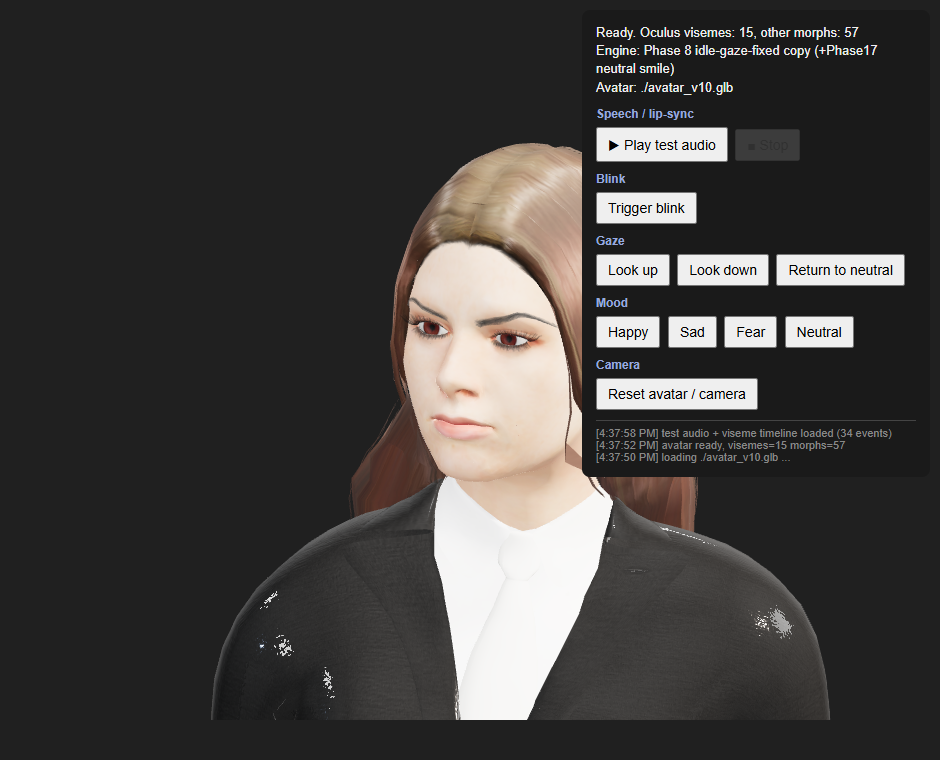 Ready. Oculus visemes: 15, other morphs: 57
Engine: Phase 8 idle-gaze-fixed copy (+Phase17
neutral smile)
Avatar: ./avatar_v10.glb
Speech / lip-sync
▶ Play test audio
■ Stop
Blink
Trigger blink
Gaze
Look up
Look down
Return to neutral
Mood
Happy
Sad
Fear
Neutral
Camera
Reset avatar / camera
[4:37:58 PM] test audio + viseme timeline loaded (34 events)
[4:37:52 PM] avatar ready, visemes=15 morphs=57
[4:37:50 PM] loading ./avatar_v10.glb ...